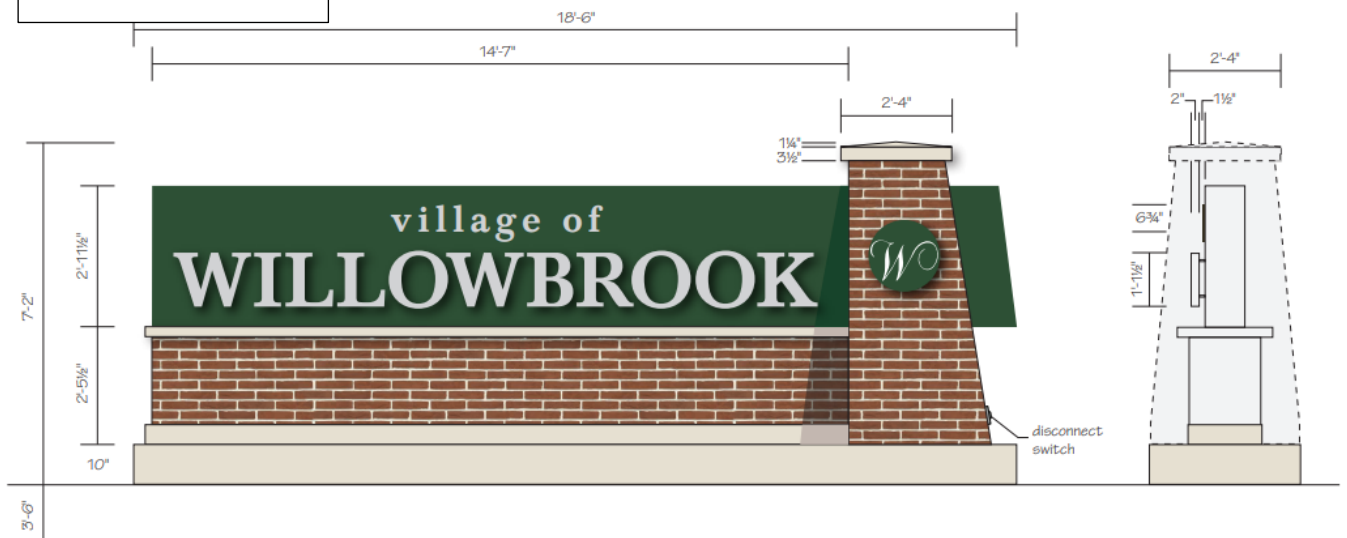 18'-6"
14'-7"
2'-4"
2'-4"
2" 1½"
1¼"
3½"
village of
WILLOWBROOK
W
2'-11½"
6¾"
1'-1½"
7'-2"
2'-5½"
disconnect
switch
10"
3'-6"